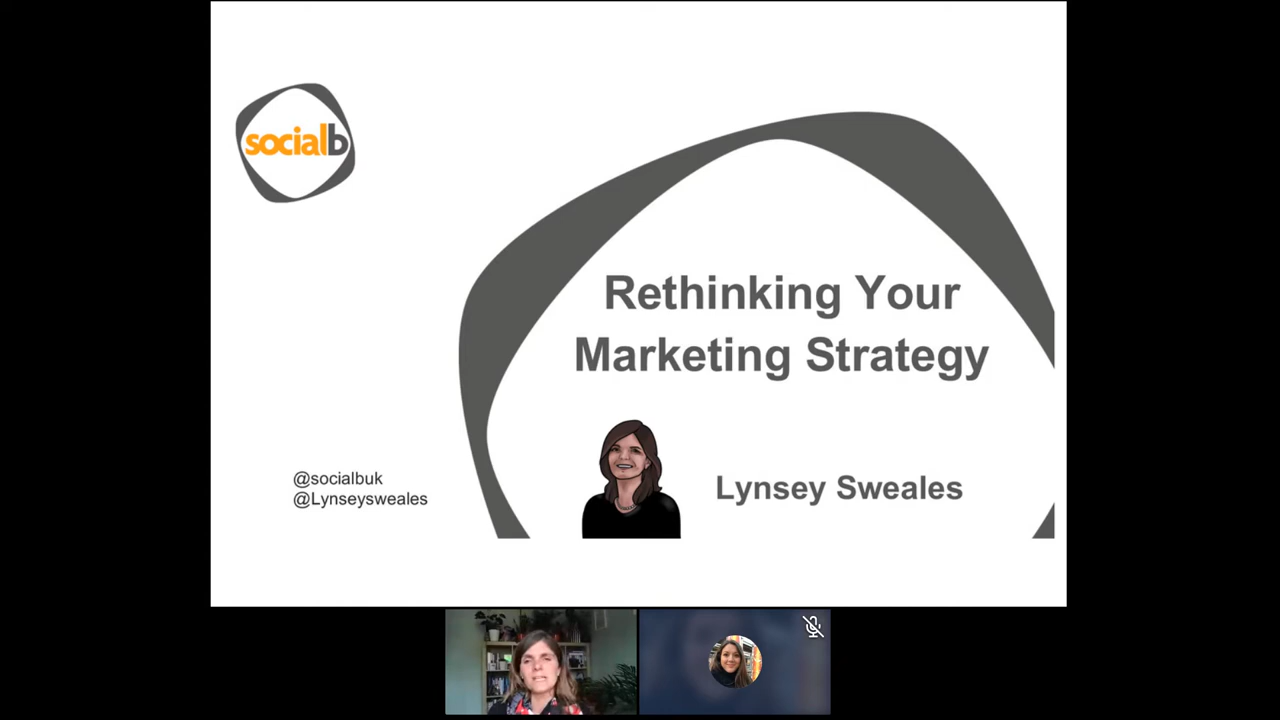 socialb
Rethinking Your
Marketing Strategy
@socialbuk
@Lynseysweales
Lynsey Sweales